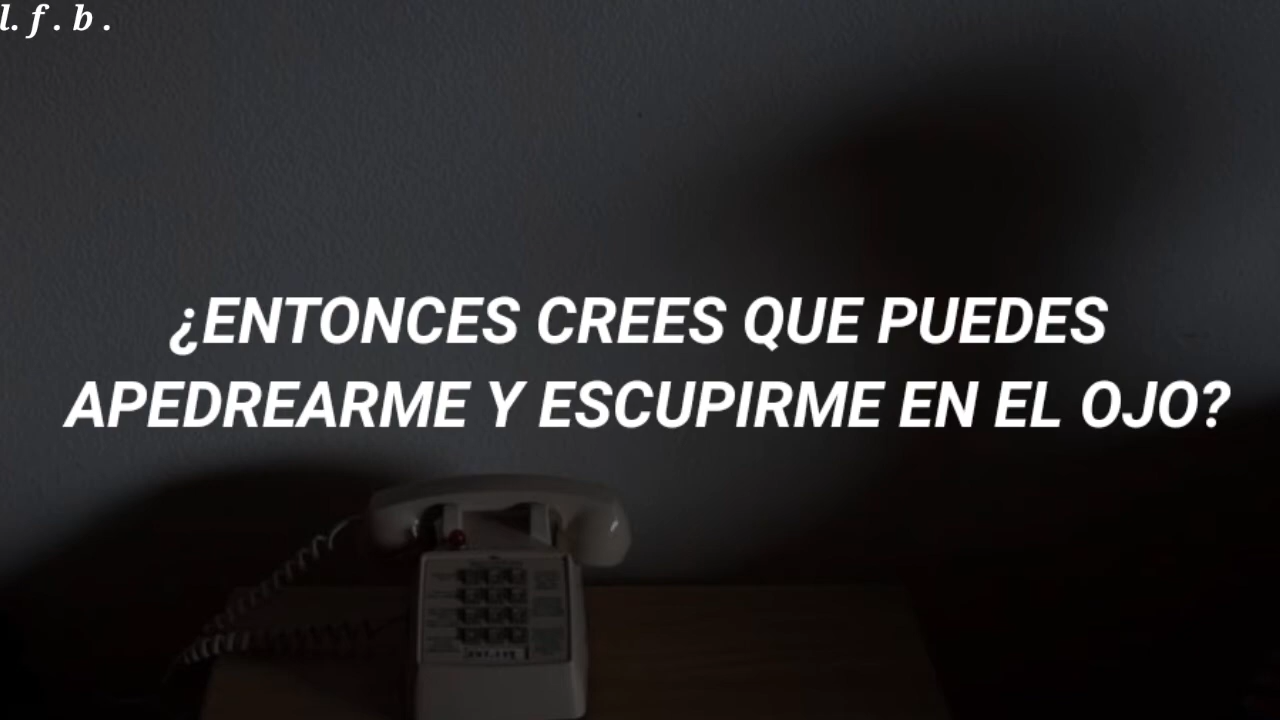 l. f. b.
¿ENTONCES CREES QUE PUEDES
APEDREARME Y ESCUPIRME EN EL OJO?